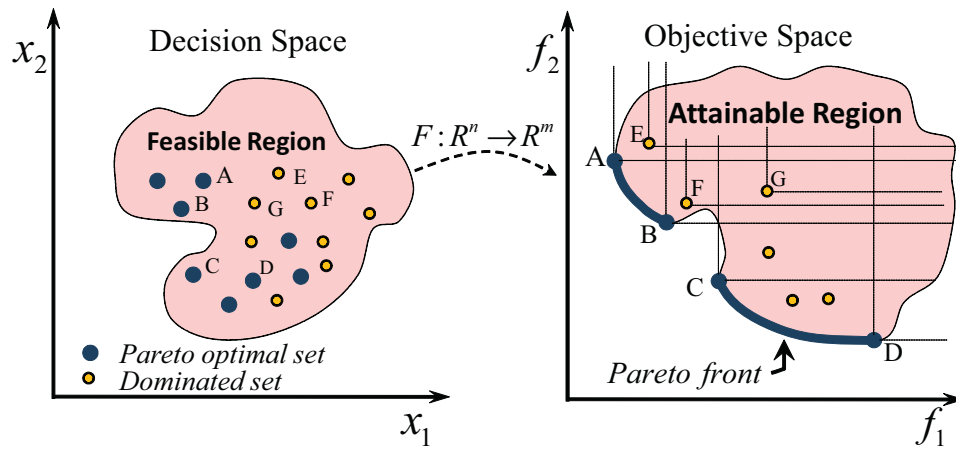 Decision Space
x2
Feasible Region
A
B
E
G
F
C
D
Pareto optimal set
Dominated set
x1
F : R^n → R^m
Objective Space
f2
Attainable Region
E
A
F
G
B
C
D
Pareto front
f1